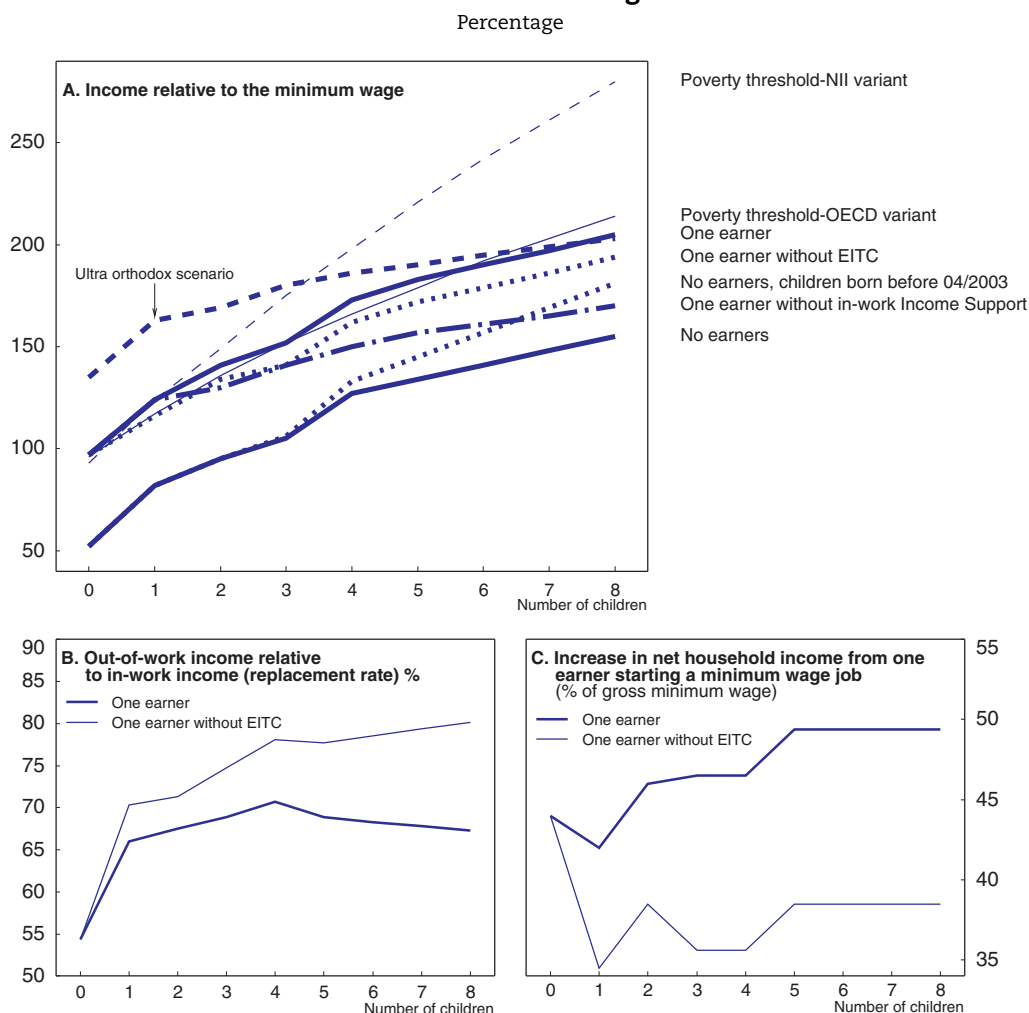 Percentage
A. Income relative to the minimum wage
250
200
150
100
50
Ultra orthodox scenario
0 1 2 3 4 5 6 7 8
Number of children
Poverty threshold-NII variant
Poverty threshold-OECD variant
One earner
One earner without EITC
No earners, children born before 04/2003
One earner without in-work Income Support
No earners
B. Out-of-work income relative
to in-work income (replacement rate) %
One earner
One earner without EITC
90
85
80
75
70
65
60
55
50
0 1 2 3 4 5 6 7 8
Number of children
C. Increase in net household income from one
earner starting a minimum wage job
(% of gross minimum wage)
One earner
One earner without EITC
55
50
45
40
35
0 1 2 3 4 5 6 7 8
Number of children